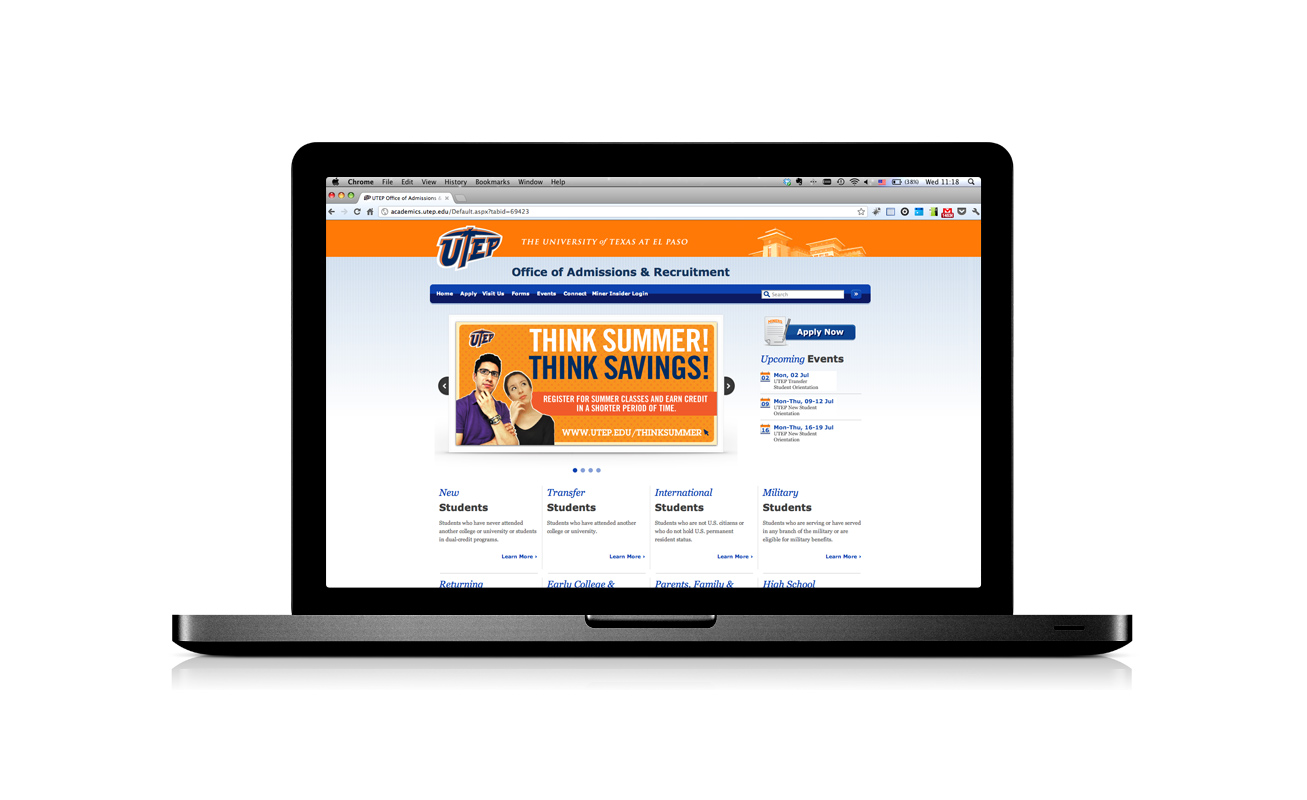 Chrome File Edit View History Bookmarks Window Help (38%) Wed 11:18
UTEP Office of Admissions &
academics.utep.edu/Default.aspx?tabid=69423
UTEP THE UNIVERSITY of TEXAS AT EL PASO
Office of Admissions & Recruitment
Home Apply Visit Us Forms Events Connect Miner Insider Login Search
UTEP
THINK SUMMER!
THINK SAVINGS!
REGISTER FOR SUMMER CLASSES AND EARN CREDIT
IN A SHORTER PERIOD OF TIME.
WWW.UTEP.EDU/THINKSUMMER
Apply Now
Upcoming Events
02 Mon, 02 Jul
UTEP Transfer
Student Orientation
09 Mon-Thu, 09-12 Jul
UTEP New Student
Orientation
16 Mon-Thu, 16-19 Jul
UTEP New Student
Orientation
New
Students
Students who have never attended
another college or university or students
in dual-credit programs.
Learn More ›
Transfer
Students
Students who have attended another
college or university.
Learn More ›
International
Students
Students who are not U.S. citizens or
who do not hold U.S. permanent
resident status.
Learn More ›
Military
Students
Students who are serving or have served
in any branch of the military or are
eligible for military benefits.
Learn More ›
Returning
Early College &
Parents, Family &
High School